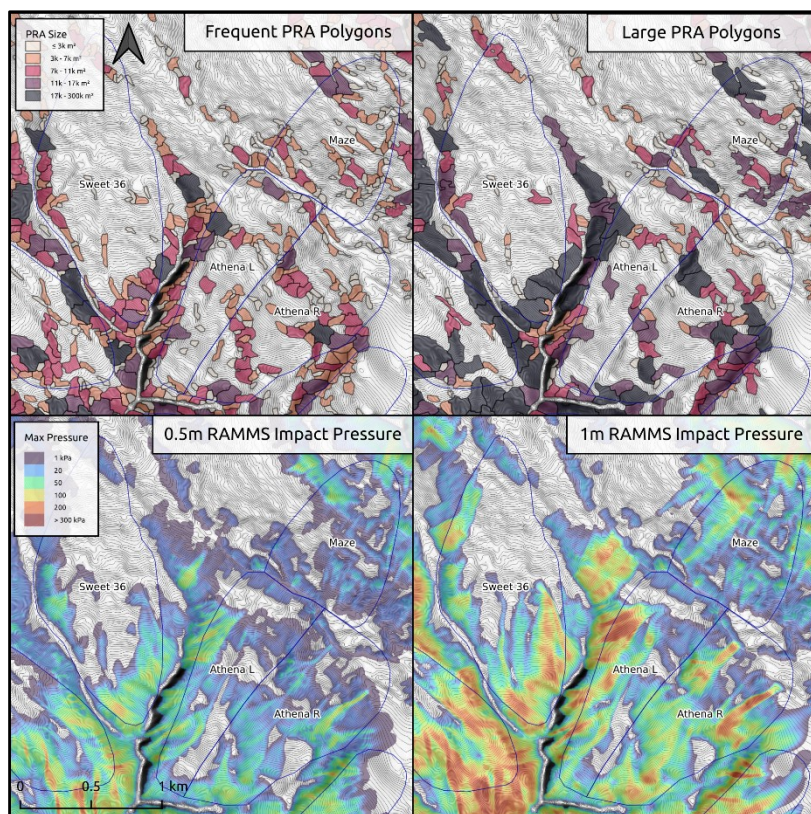 Frequent PRA Polygons
PRA Size
≤ 3k m²
3k - 7k m²
7k - 11k m²
11k - 17k m²
17k - 300k m²
Maze
Sweet 36
Athena L
Athena R
Large PRA Polygons
Maze
Sweet 36
Athena L
Athena R
0.5m RAMMS Impact Pressure
Max Pressure
1 kPa
20
50
100
200
> 300 kPa
Maze
Sweet 36
Athena L
Athena R
0 0.5 1 km
1m RAMMS Impact Pressure
Maze
Sweet 36
Athena L
Athena R